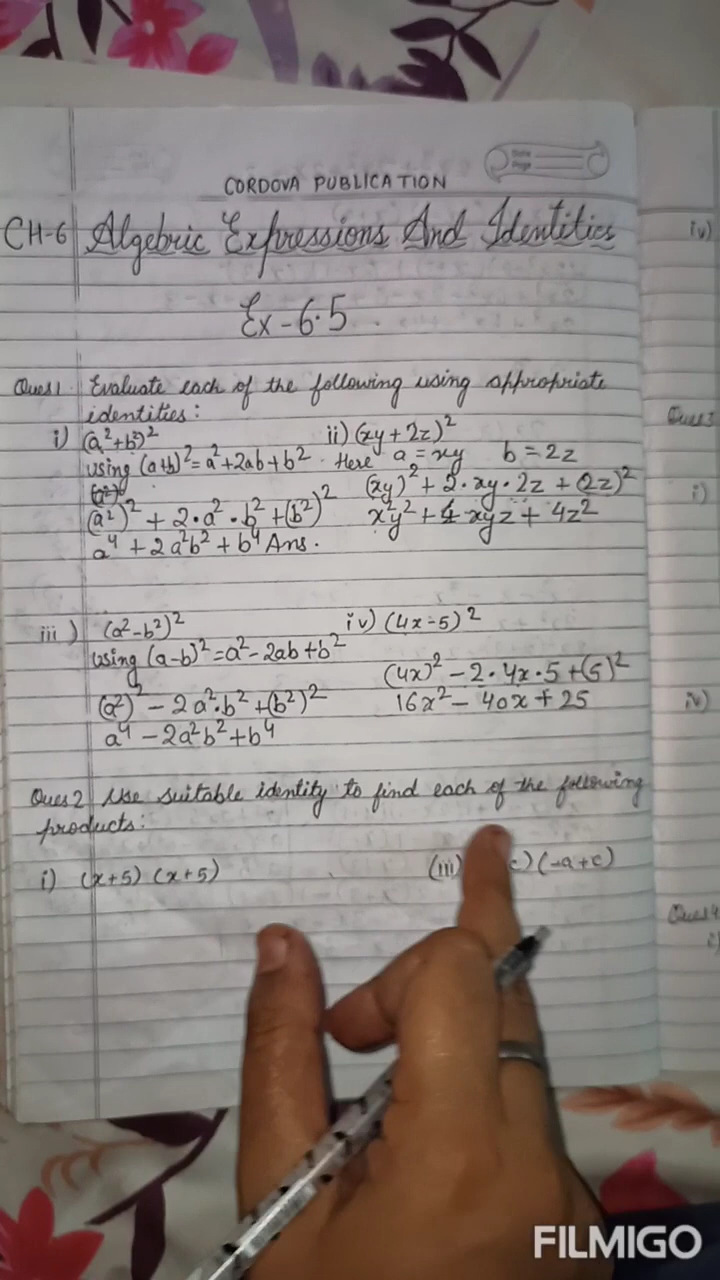 CORDOVA PUBLICATION
CH-6 Algebric Expressions And Identities
Ex-6.5
Ques1. Evaluate each of the following using appropriate
identities:
i) (a²+b²)² ii) (xy+2z)²
using (a+b)²=a²+2ab+b². Here a=xy b=2z
(a²)²+2·a²·b²+(b²)² (xy)²+2·xy·2z+(2z)²
a⁴+2a²b²+b⁴ Ans. x²y²+4xyz+4z²
iii) (a²-b²)² iv) (4x-5)²
using (a-b)²=a²-2ab+b²
(a²)²-2a²·b²+(b²)² (4x)²-2·4x·5+(5)²
a⁴-2a²b²+b⁴ 16x²-40x+25
Ques2 Use suitable identity to find each of the following
products:
i) (x+5) (x+5) (iii) c) (-a+c)
iv)
Ques3
i)
iv)
Ques4
FILMIGO